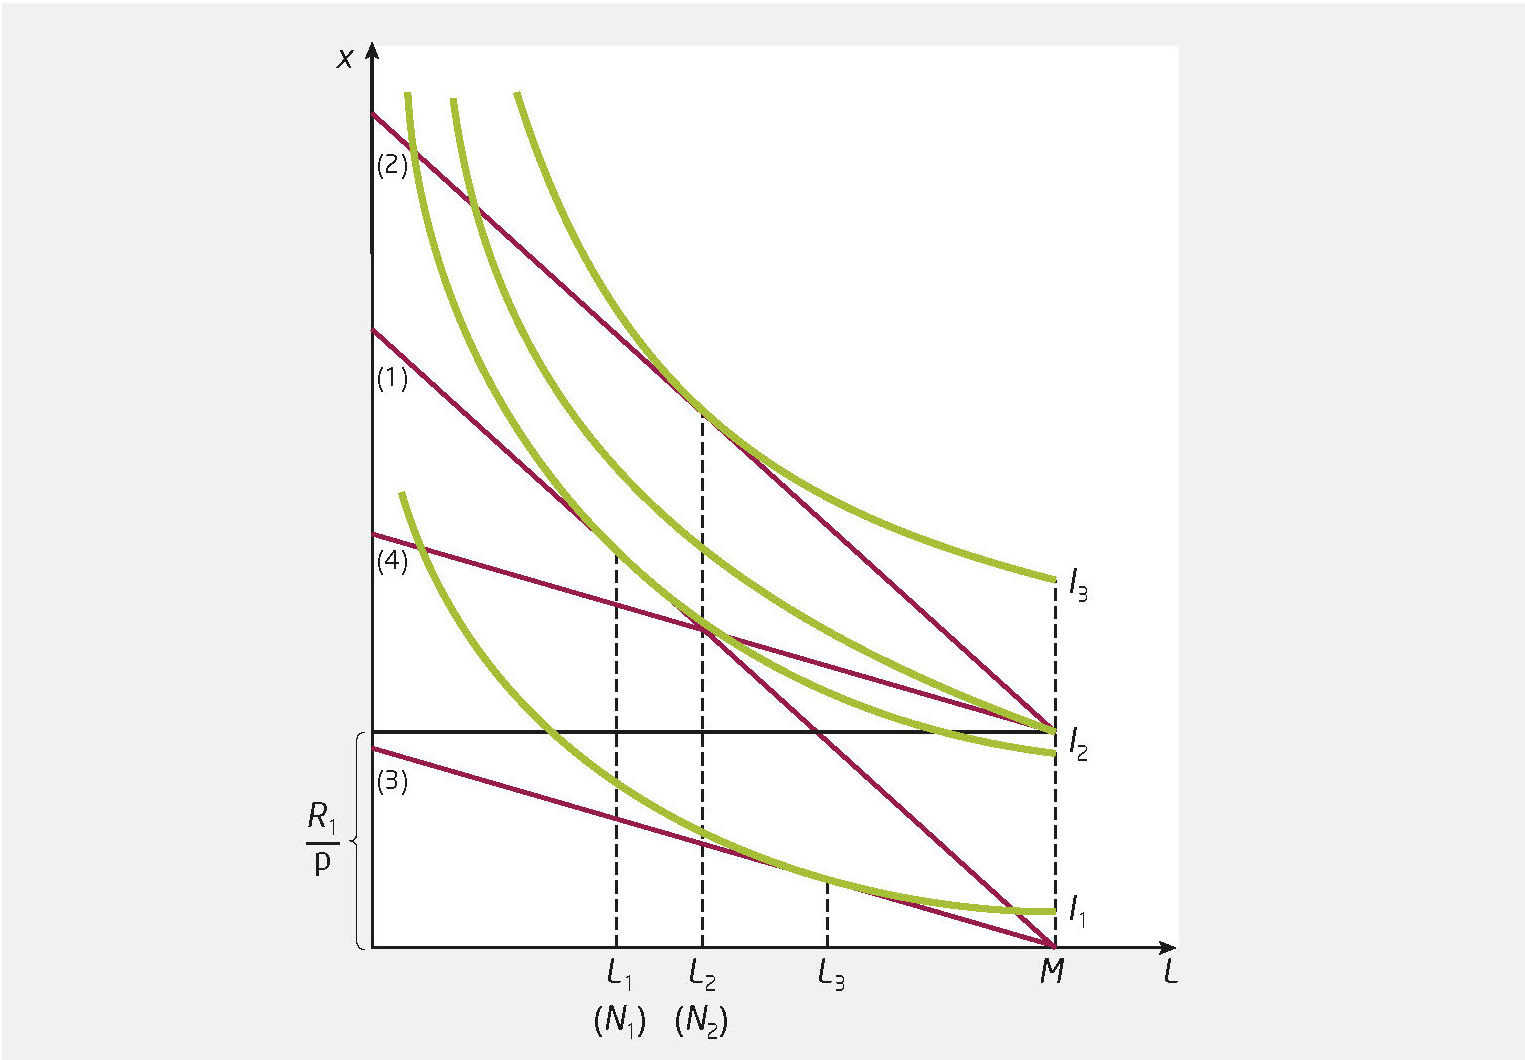 x
(2)
(1)
(4)
I3
I2
(3)
R1
p
I1
L1 L2 L3 M L
(N1) (N2)